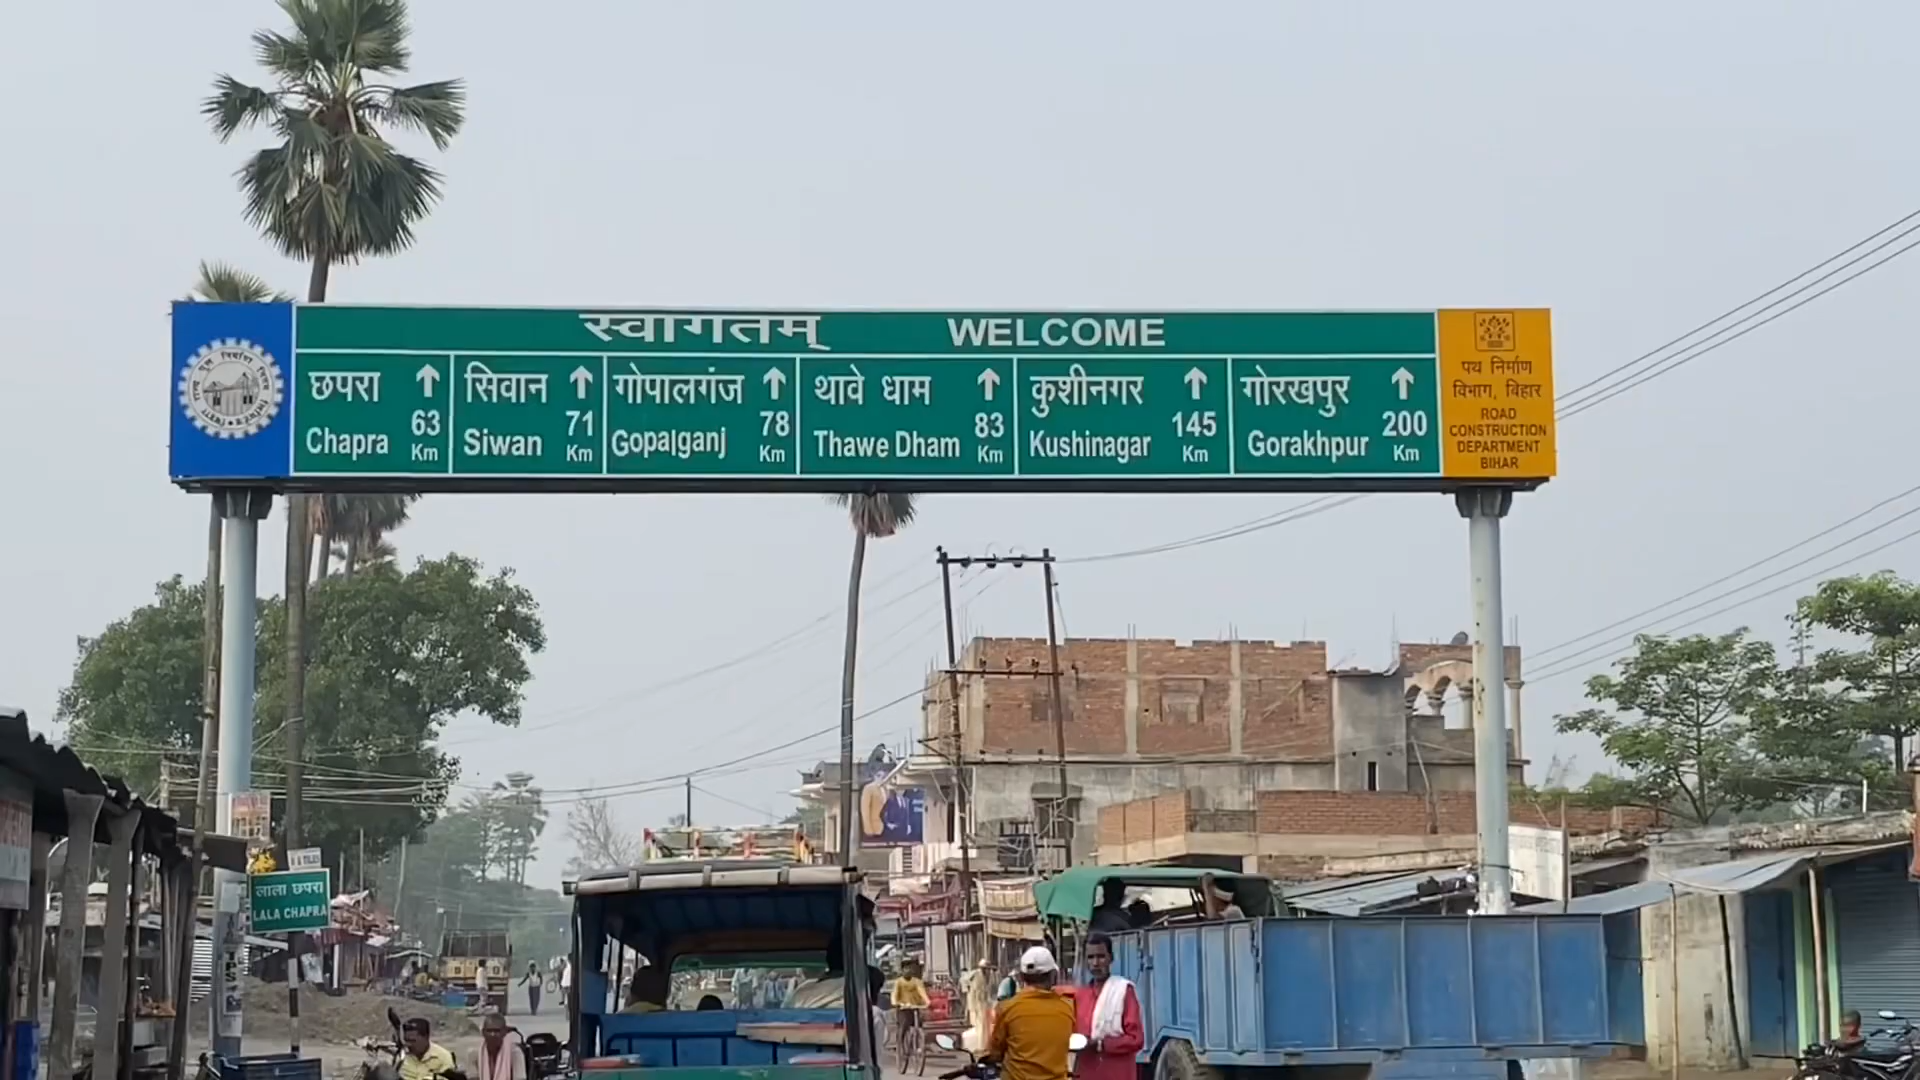 स्वागतम् WELCOME
छपरा
Chapra
63
Km
सिवान
Siwan
71
Km
गोपालगंज
Gopalganj
78
Km
थावे धाम
Thawe Dham
83
Km
कुशीनगर
Kushinagar
145
Km
गोरखपुर
Gorakhpur
200
Km
पथ निर्माण
विभाग, बिहार
ROAD
CONSTRUCTION
DEPARTMENT
BIHAR
लाला छपरा
LALA CHAPRA